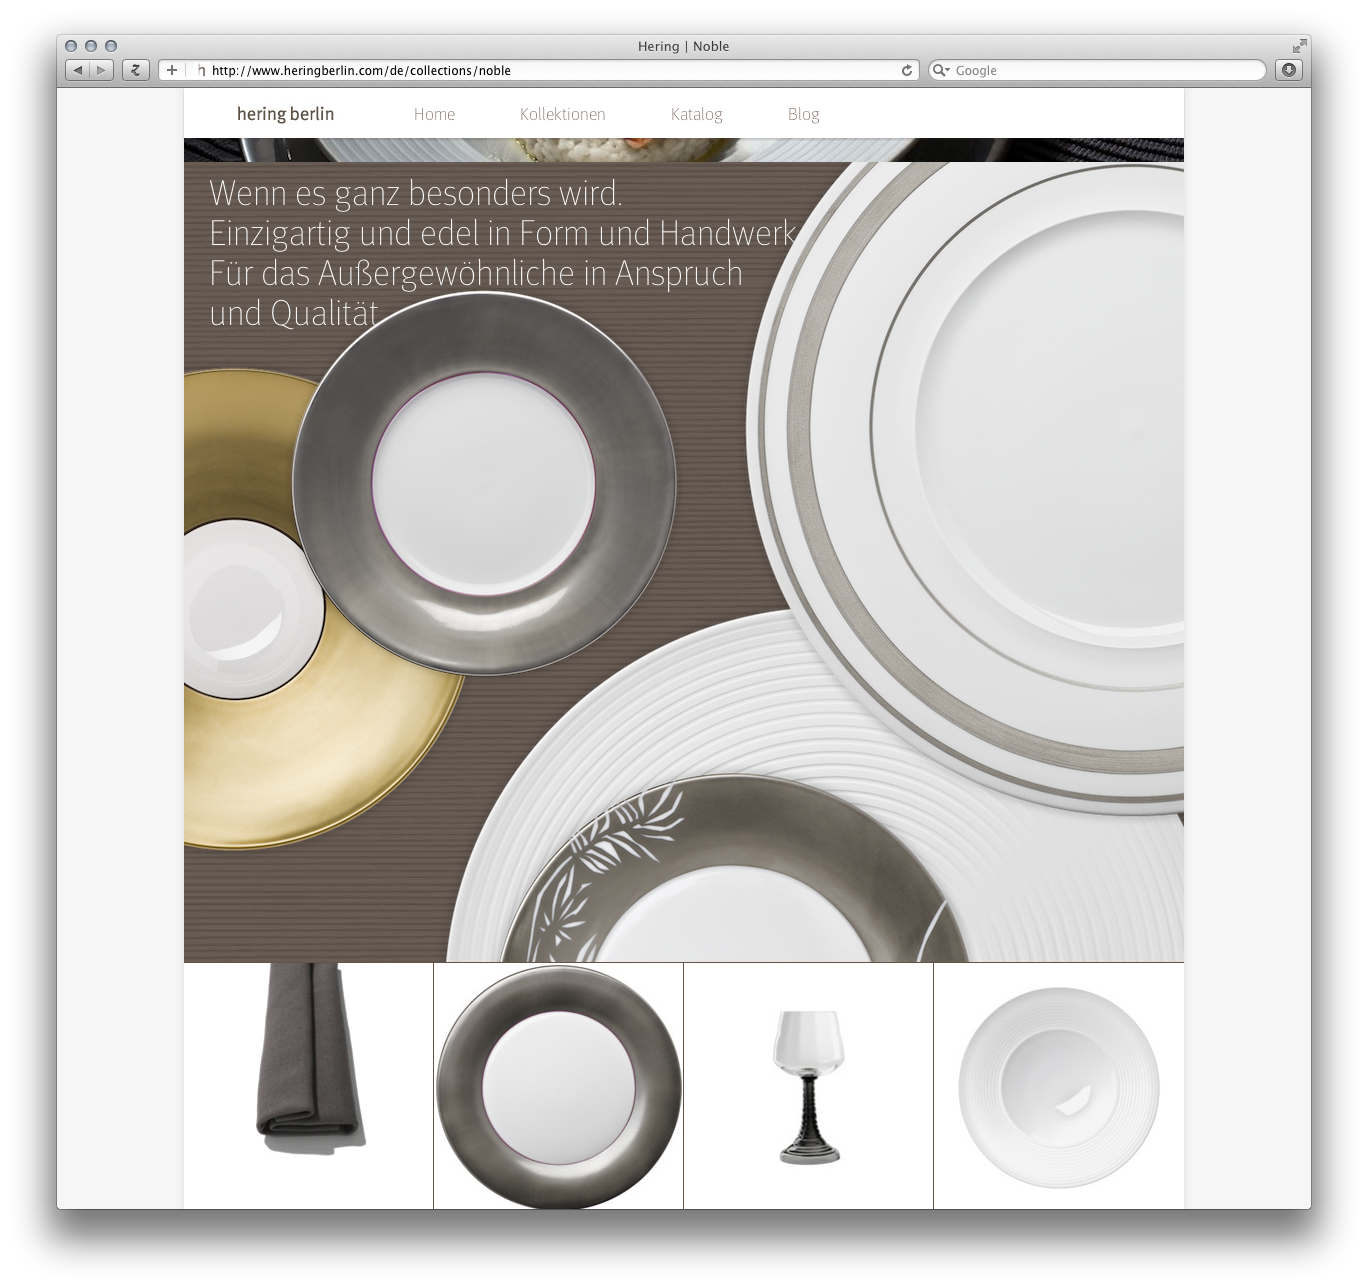 Hering | Noble
http://www.heringberlin.com/de/collections/noble
Google
hering berlin Home Kollektionen Katalog Blog
Wenn es ganz besonders wird.
Einzigartig und edel in Form und Handwerk
Für das Außergewöhnliche in Anspruch
und Qualität